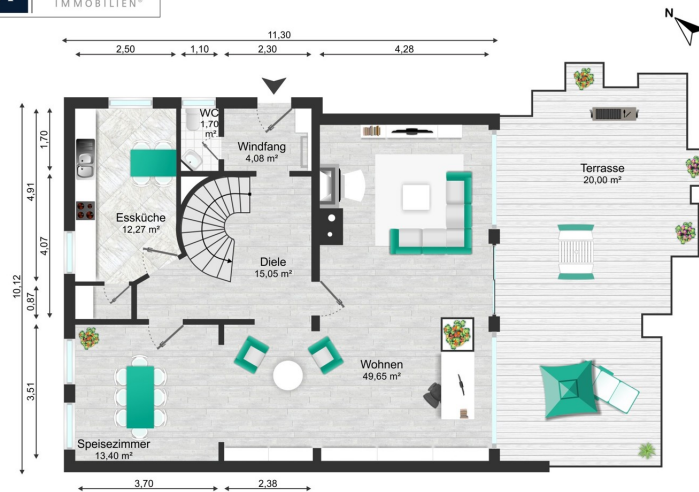 IMMOBILIEN
N
11,30
2,50
1,10
2,30
4,28
WC
1,70
m²
Windfang
4,08 m²
Terrasse
20,00 m²
1,70
4,91
Essküche
12,27 m²
4,07
Diele
15,05 m²
10,12
0,87
Wohnen
49,65 m²
3,51
Speisezimmer
13,40 m²
3,70
2,38